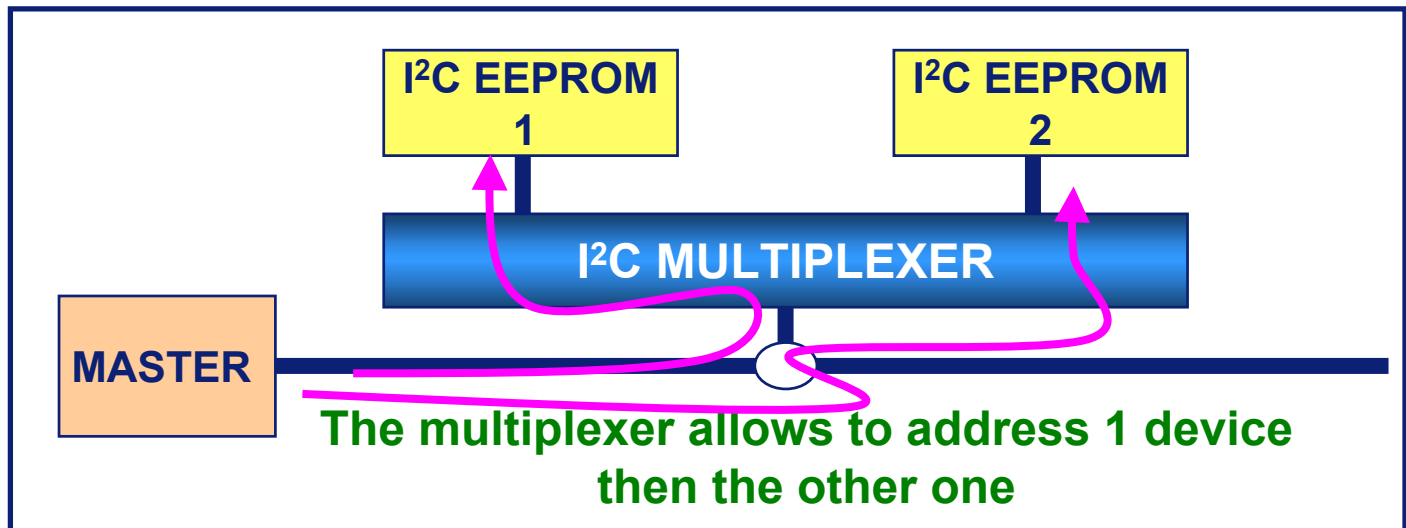 I²C EEPROM
1
I²C EEPROM
2
I²C MULTIPLEXER
MASTER
The multiplexer allows to address 1 device
then the other one